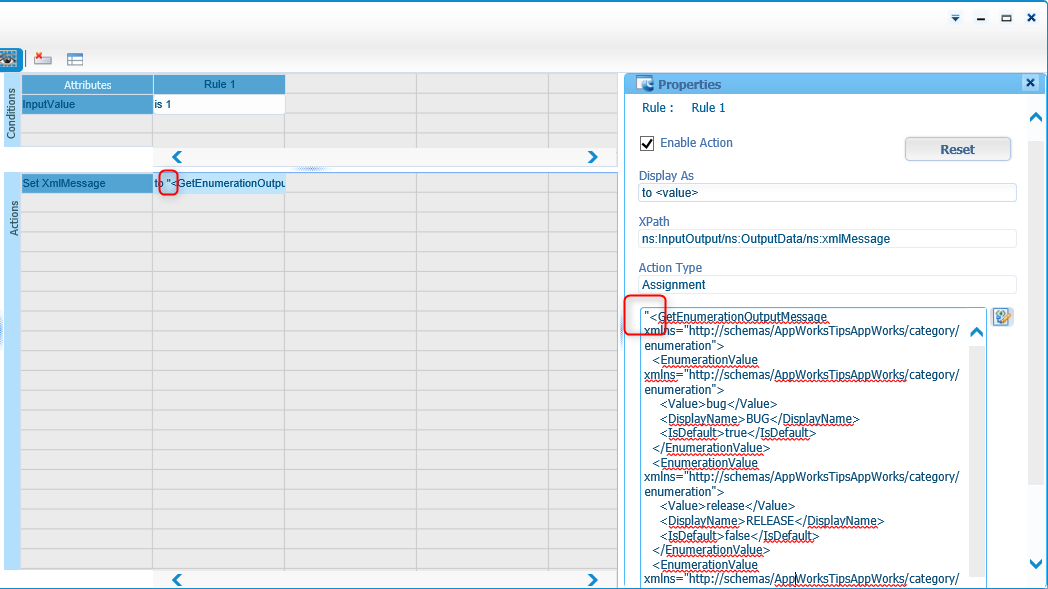 Attributes
Rule 1
Conditions
InputValue
is 1
Actions
Set XmlMessage
to "<GetEnumerationOutpu
Properties
Rule :
Rule 1
Enable Action
Reset
Display As
to <value>
XPath
ns:InputOutput/ns:OutputData/ns:xmlMessage
Action Type
Assignment
"<GetEnumerationOutputMessage
xmlns="http://schemas/AppWorksTipsAppWorks/category/
enumeration">
<EnumerationValue
xmlns="http://schemas/AppWorksTipsAppWorks/category/
enumeration">
<Value>bug</Value>
<DisplayName>BUG</DisplayName>
<IsDefault>true</IsDefault>
</EnumerationValue>
<EnumerationValue
xmlns="http://schemas/AppWorksTipsAppWorks/category/
enumeration">
<Value>release</Value>
<DisplayName>RELEASE</DisplayName>
<IsDefault>false</IsDefault>
</EnumerationValue>
<EnumerationValue
xmlns="http://schemas/AppWorksTipsAppWorks/category/